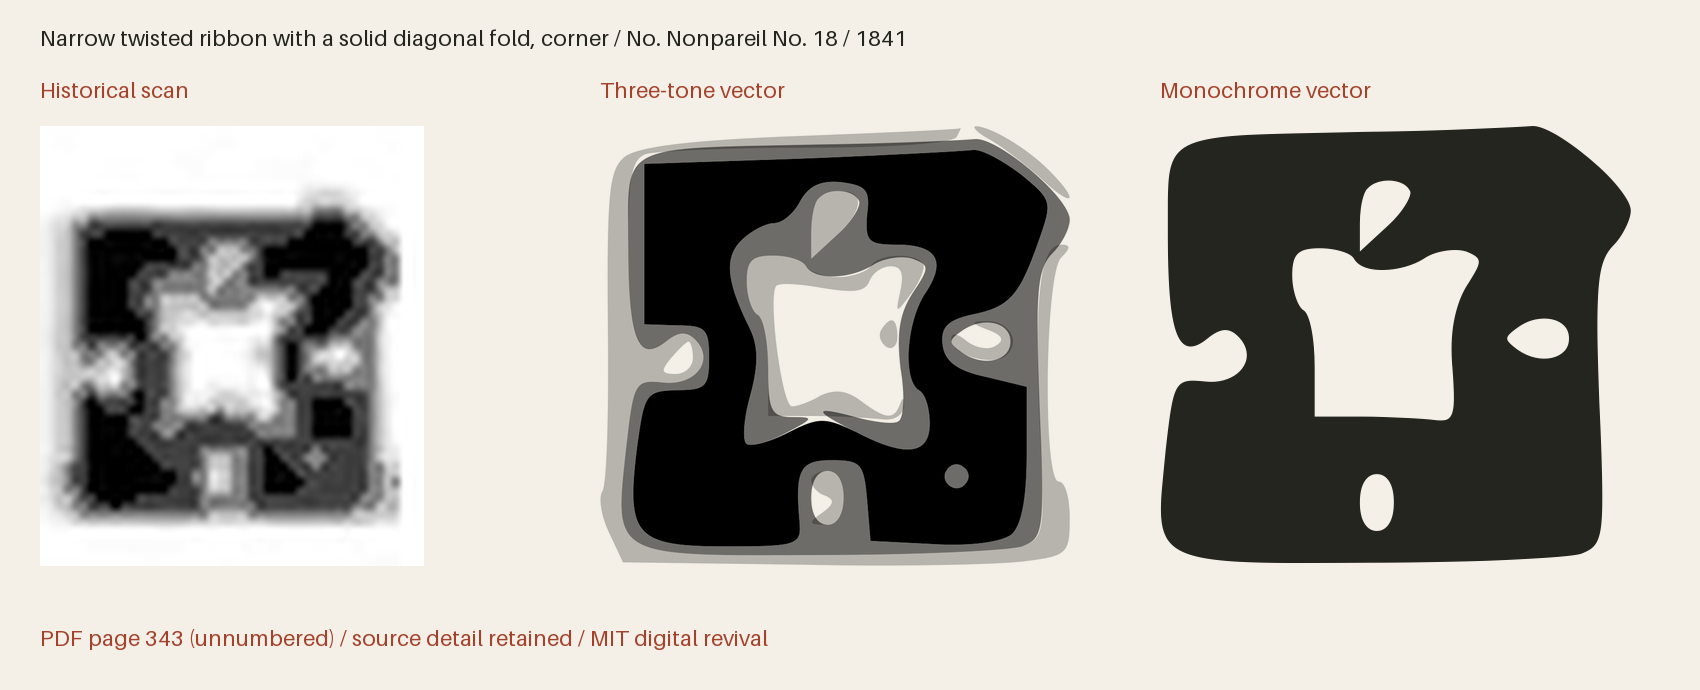 Narrow twisted ribbon with a solid diagonal fold, corner / No. Nonpareil No. 18 / 1841
Historical scan
Three-tone vector
Monochrome vector
PDF page 343 (unnumbered) / source detail retained / MIT digital revival